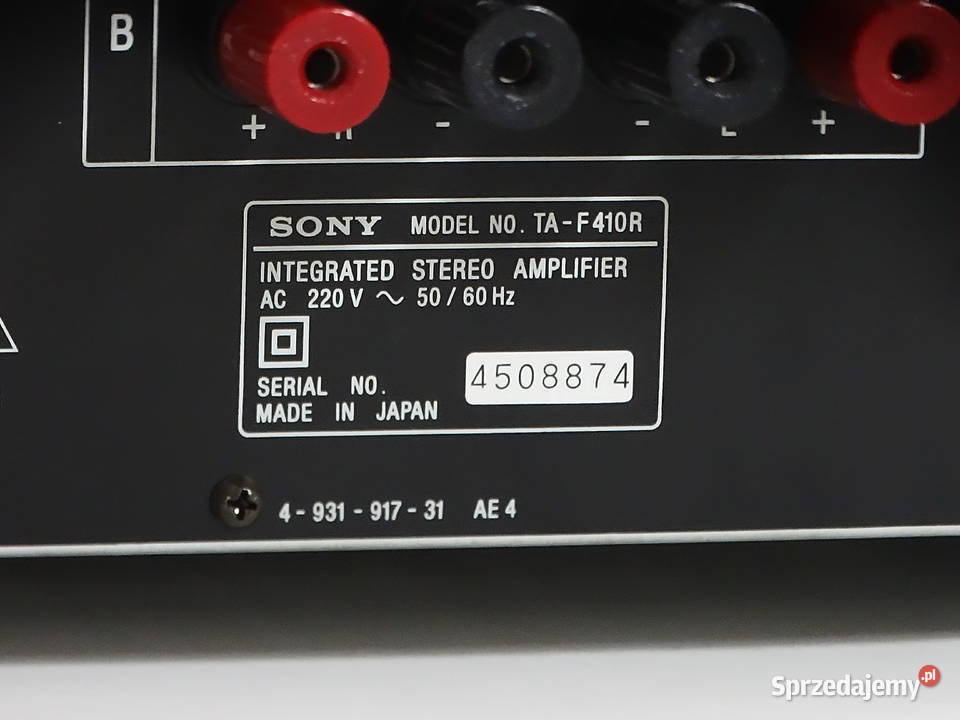 B
+ R - - L +
SONY MODEL NO. TA-F410R
INTEGRATED STEREO AMPLIFIER
AC 220 V ～ 50 / 60 Hz
SERIAL NO. 4508874
MADE IN JAPAN
4 - 931 - 917 - 31 AE 4
Sprzedajemy.pl